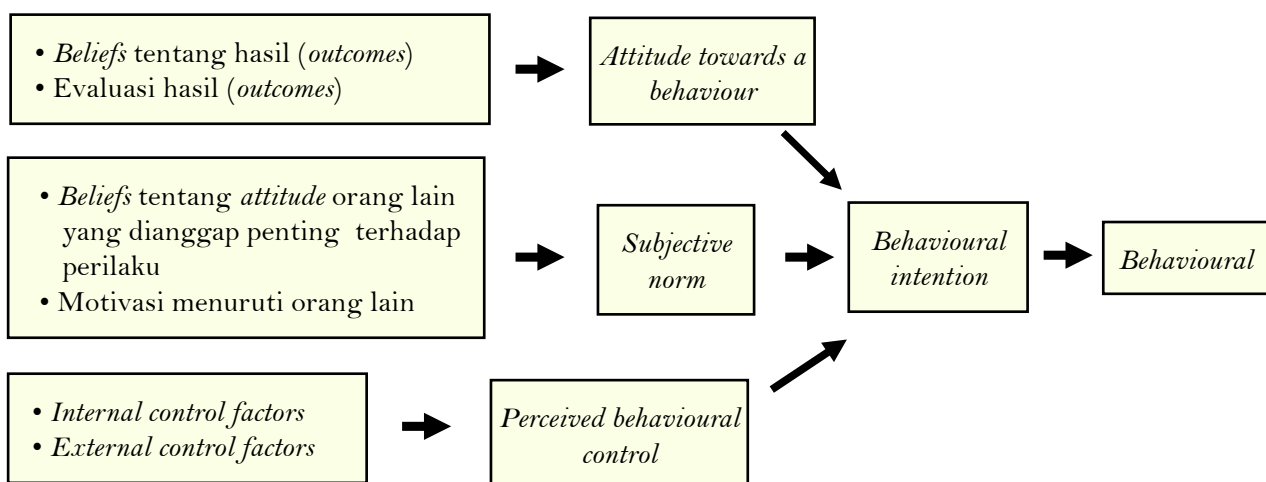 • Beliefs tentang hasil (outcomes)
• Evaluasi hasil (outcomes)
Attitude towards a
behaviour
• Beliefs tentang attitude orang lain
yang dianggap penting terhadap
perilaku
• Motivasi menuruti orang lain
Subjective
norm
Behavioural
intention
Behavioural
• Internal control factors
• External control factors
Perceived behavioural
control